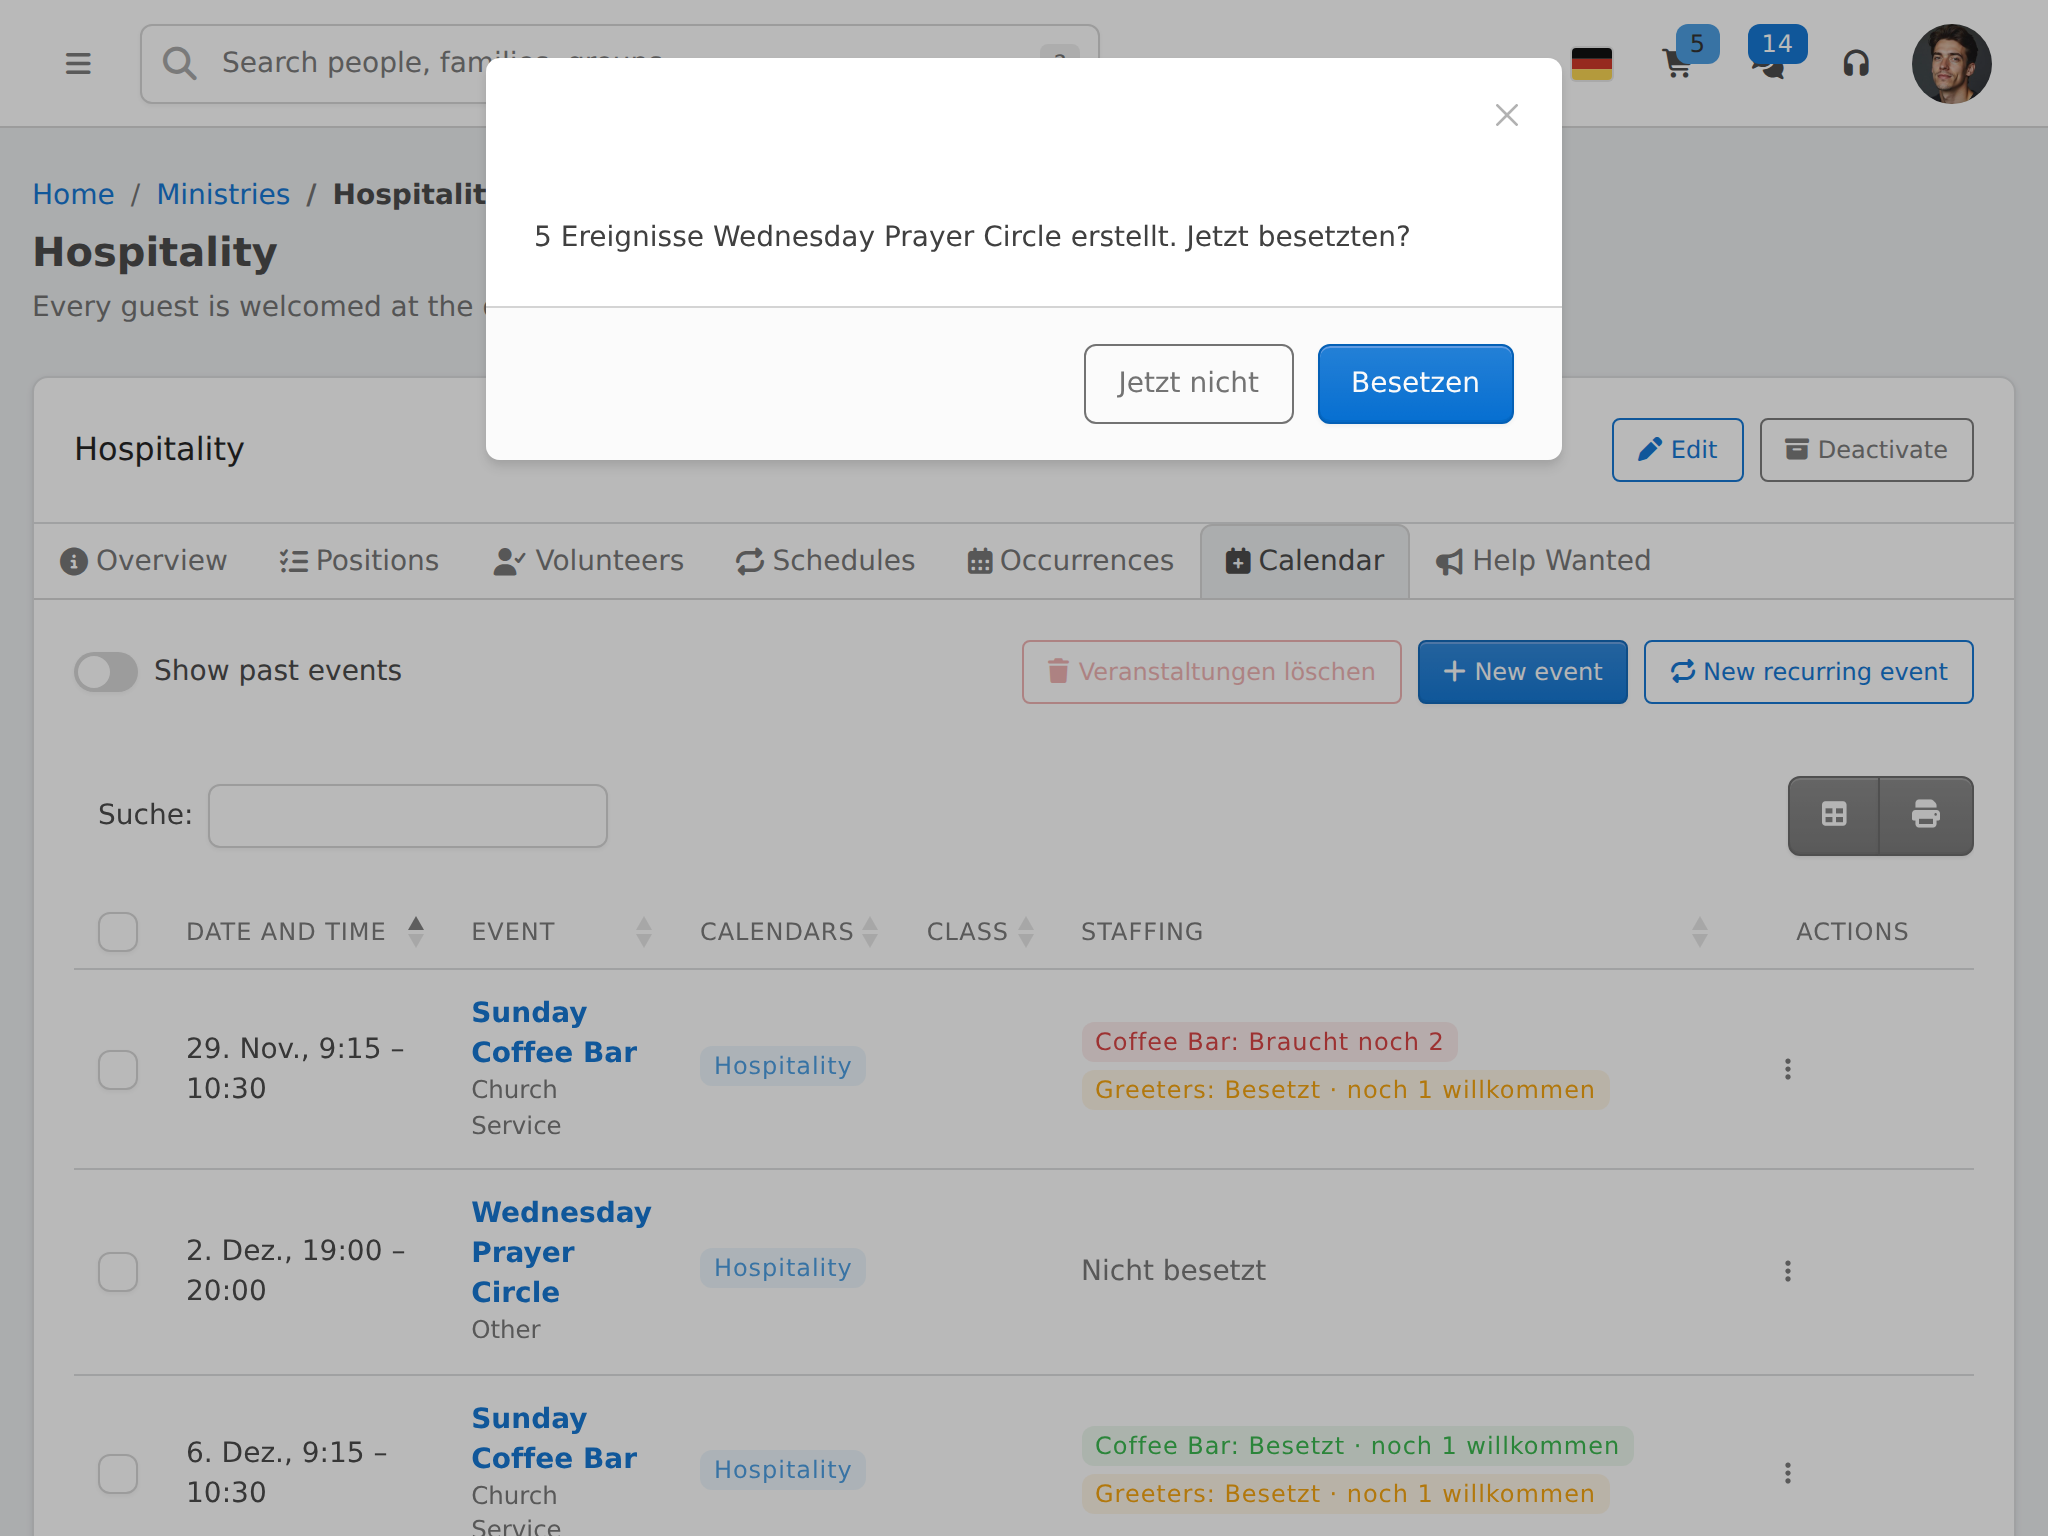 Search people, families, groups
5
14
Home / Ministries / Hospitalit
Hospitality
Every guest is welcomed at the
5 Ereignisse Wednesday Prayer Circle erstellt. Jetzt besetzten?
Jetzt nicht
Besetzen
Hospitality
Edit
Deactivate
Overview
Positions
Volunteers
Schedules
Occurrences
Calendar
Help Wanted
Show past events
Veranstaltungen löschen
New event
New recurring event
Suche:
DATE AND TIME
EVENT
CALENDARS
CLASS
STAFFING
ACTIONS
29. Nov., 9:15 –
10:30
Sunday
Coffee Bar
Church
Service
Hospitality
Coffee Bar: Braucht noch 2
Greeters: Besetzt · noch 1 willkommen
2. Dez., 19:00 –
20:00
Wednesday
Prayer
Circle
Other
Hospitality
Nicht besetzt
6. Dez., 9:15 –
10:30
Sunday
Coffee Bar
Church
Service
Hospitality
Coffee Bar: Besetzt · noch 1 willkommen
Greeters: Besetzt · noch 1 willkommen